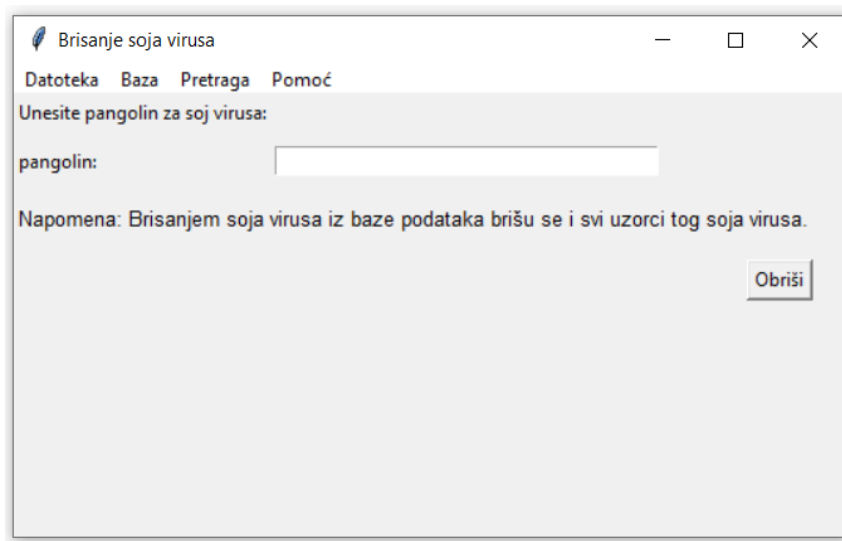 Brisanje soja virusa
Datoteka Baza Pretraga Pomoć
Unesite pangolin za soj virusa:
pangolin:
Napomena: Brisanjem soja virusa iz baze podataka brišu se i svi uzorci tog soja virusa.
Obriši